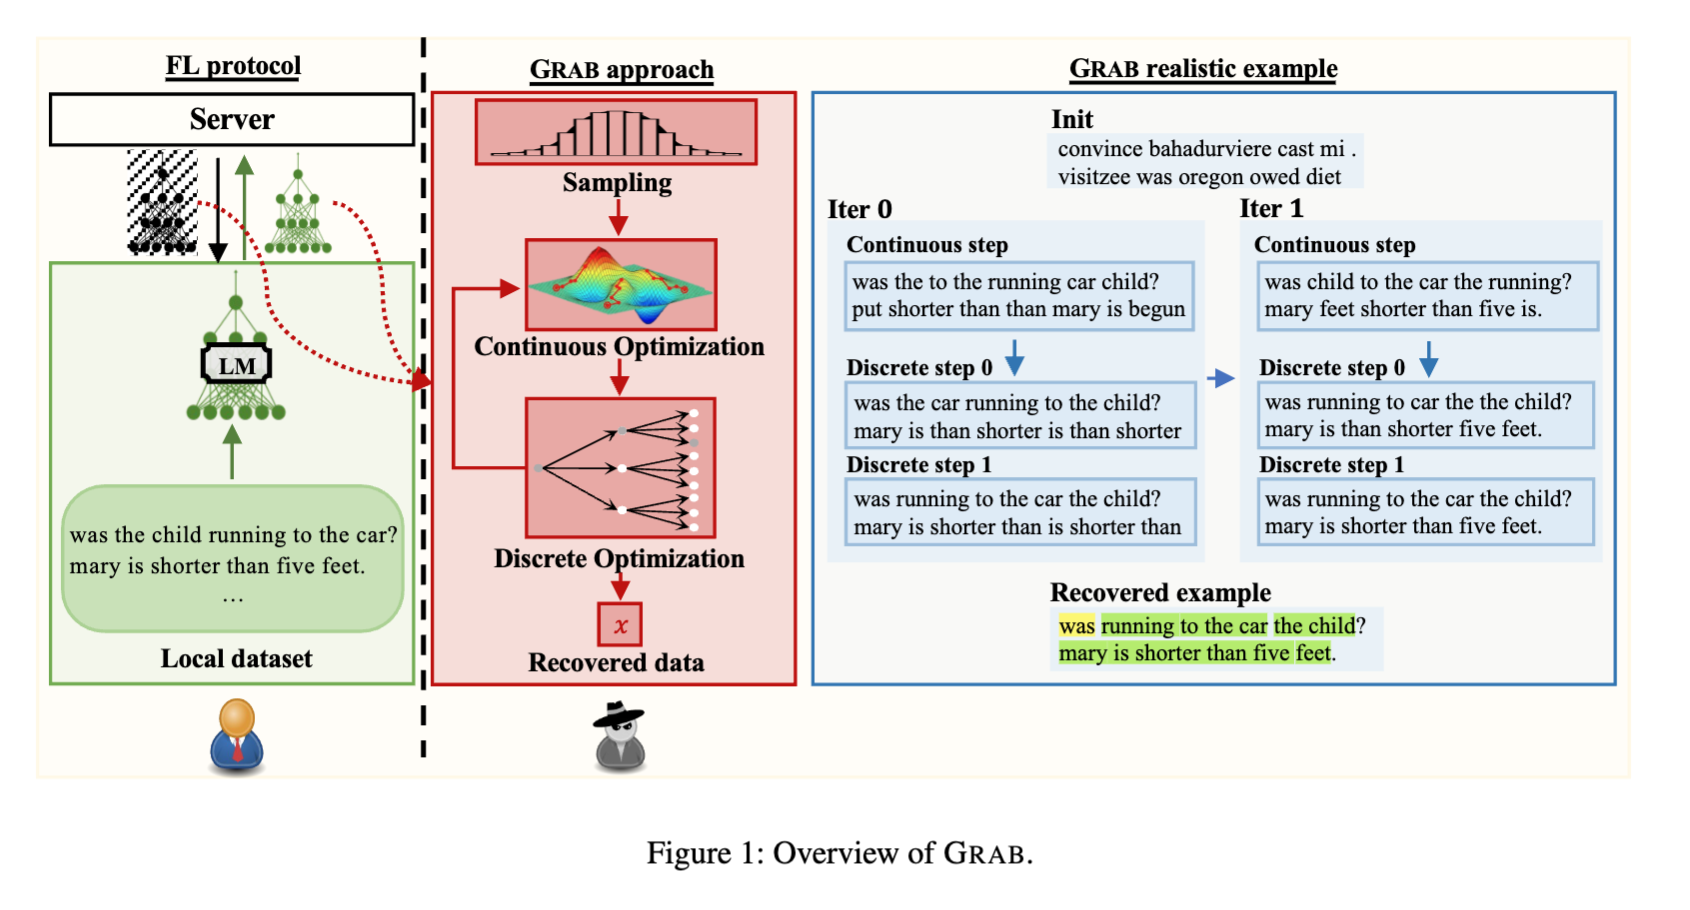 FL protocol
Server
LM
was the child running to the car?
mary is shorter than five feet.
...
Local dataset
GRAB approach
Sampling
Continuous Optimization
Discrete Optimization
x
Recovered data
GRAB realistic example
Init
convince bahadurviere cast mi .
visitzee was oregon owed diet
Iter 0
Continuous step
was the to the running car child?
put shorter than than mary is begun
Discrete step 0
was the car running to the child?
mary is than shorter is than shorter
Discrete step 1
was running to the car the child?
mary is shorter than is shorter than
Iter 1
Continuous step
was child to the car the running?
mary feet shorter than five is.
Discrete step 0
was running to car the the child?
mary is than shorter five feet.
Discrete step 1
was running to the car the child?
mary is shorter than five feet.
Recovered example
was running to the car the child?
mary is shorter than five feet.
Figure 1: Overview of GRAB.